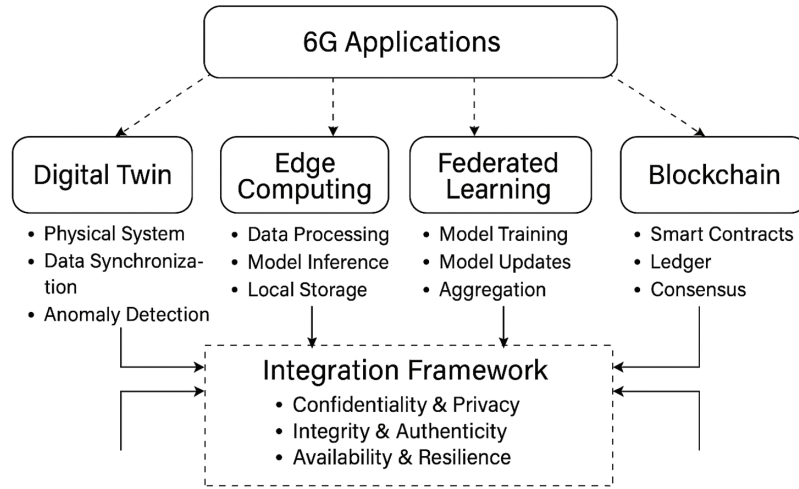 6G Applications
Digital Twin
• Physical System
• Data Synchroniza-
tion
• Anomaly Detection
Edge
Computing
• Data Processing
• Model Inference
• Local Storage
Federated
Learning
• Model Training
• Model Updates
• Aggregation
Blockchain
• Smart Contracts
• Ledger
• Consensus
Integration Framework
• Confidentiality & Privacy
• Integrity & Authenticity
• Availability & Resilience